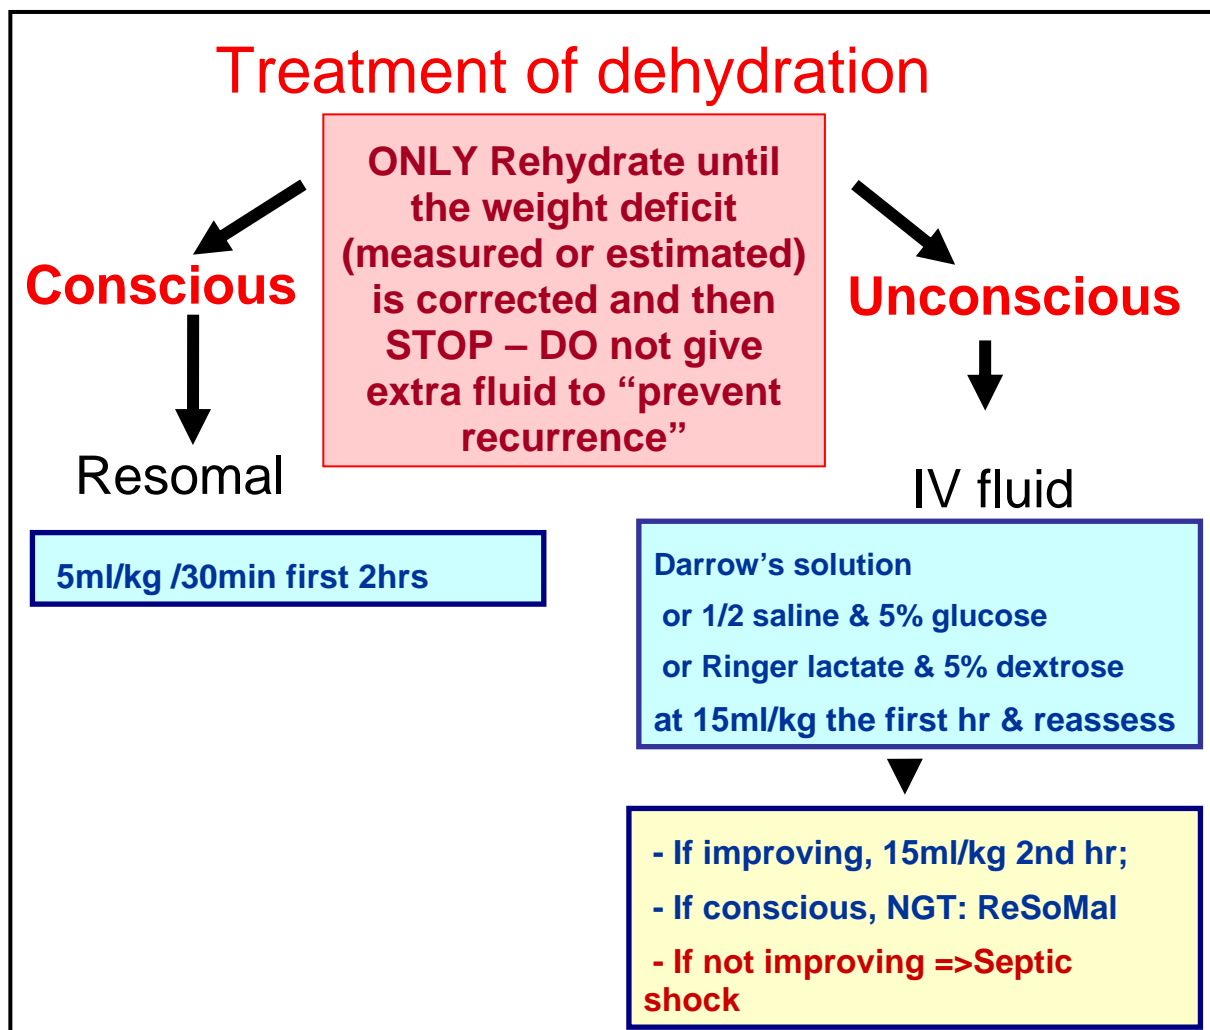 Treatment of dehydration
ONLY Rehydrate until
the weight deficit
(measured or estimated)
is corrected and then
STOP – DO not give
extra fluid to “prevent
recurrence”
Conscious
Unconscious
Resomal
IV fluid
5ml/kg /30min first 2hrs
Darrow’s solution
or 1/2 saline & 5% glucose
or Ringer lactate & 5% dextrose
at 15ml/kg the first hr & reassess
- If improving, 15ml/kg 2nd hr;
- If conscious, NGT: ReSoMal
- If not improving =>Septic
shock